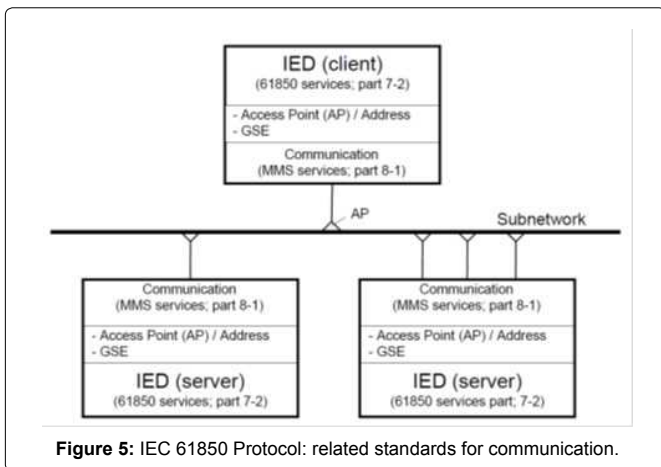 IED (client)
(61850 services; part 7-2)
- Access Point (AP) / Address
- GSE
Communication
(MMS services; part 8-1)
AP
Subnetwork
Communication
(MMS services; part 8-1)
- Access Point (AP) / Address
- GSE
IED (server)
(61850 services; part 7-2)
Communication
(MMS services; part 8-1)
- Access Point (AP) / Address
- GSE
IED (server)
(61850 services part; 7-2)
Figure 5: IEC 61850 Protocol: related standards for communication.